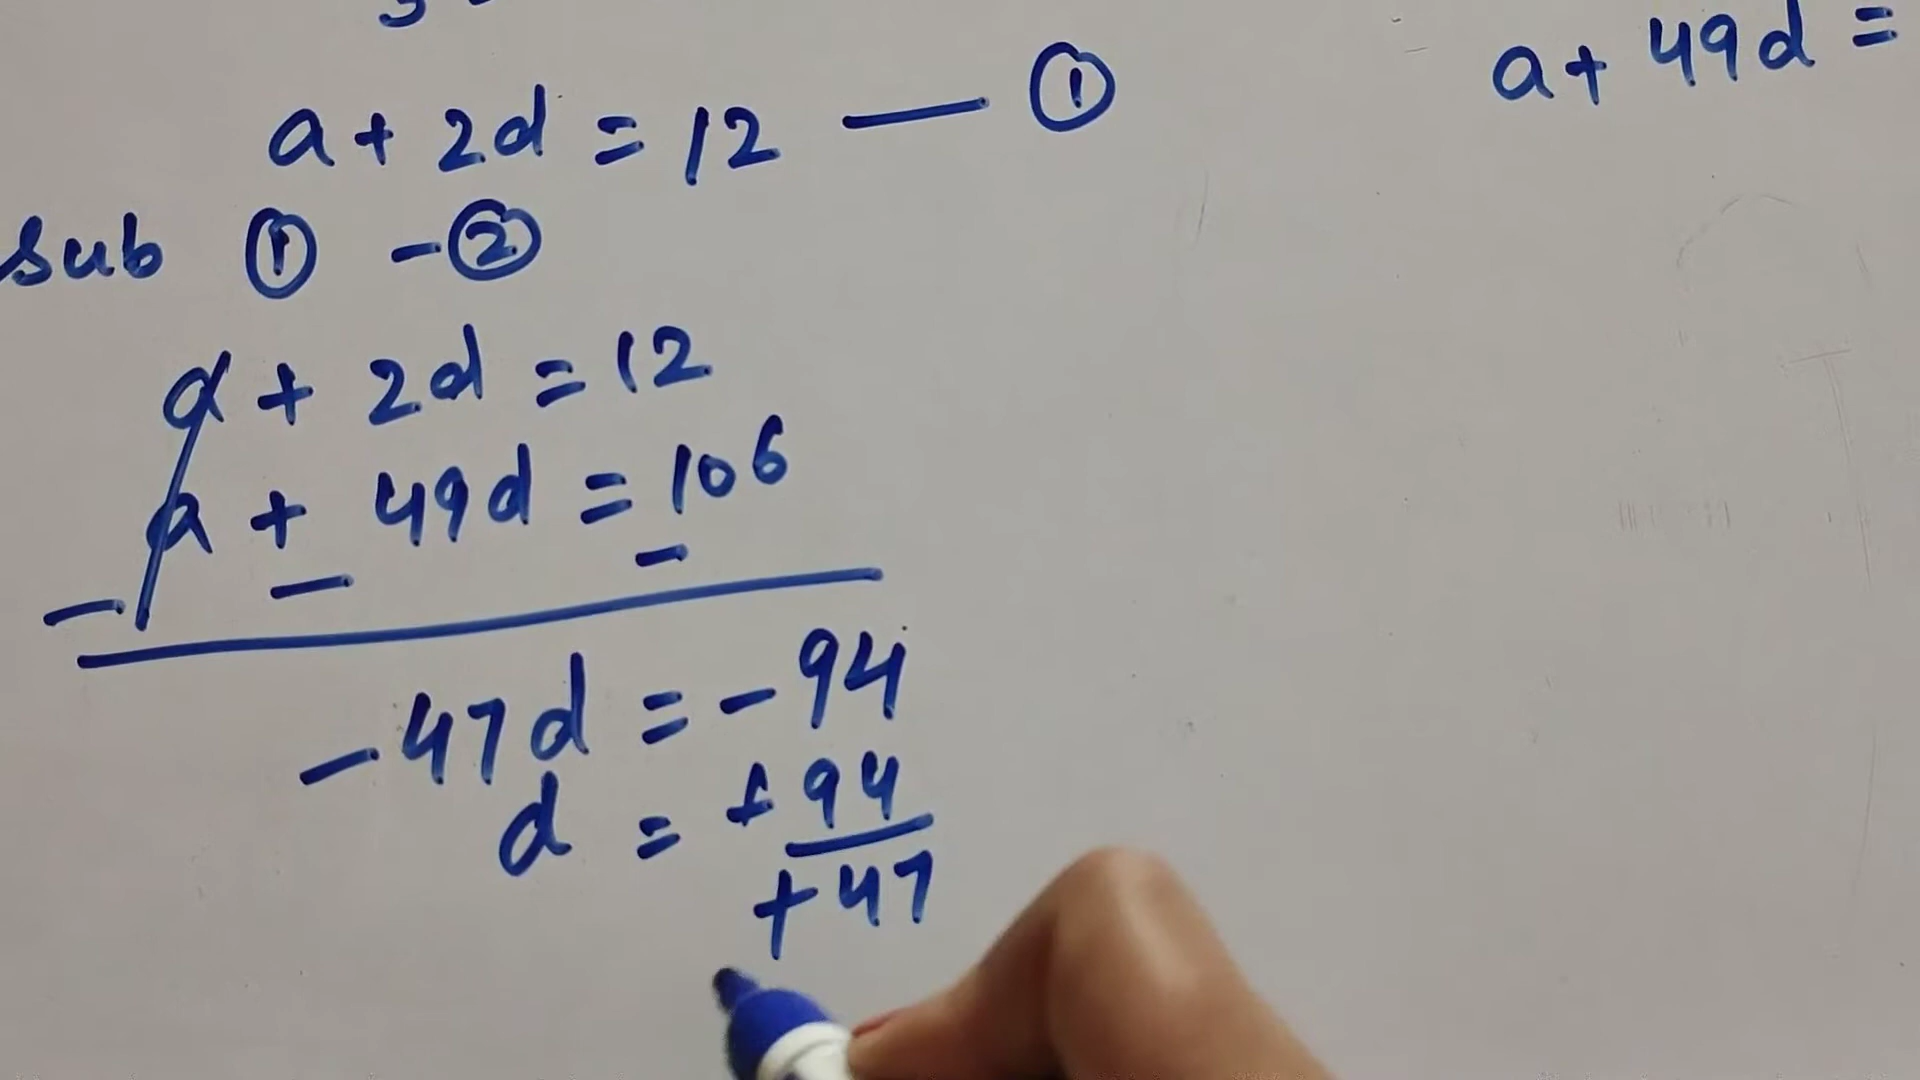 a + 2d = 12 — ①
a + 49d =
Sub ① - ②
a + 2d = 12
a + 49d = 106
- - -
-47d = -94
d = +94
+47